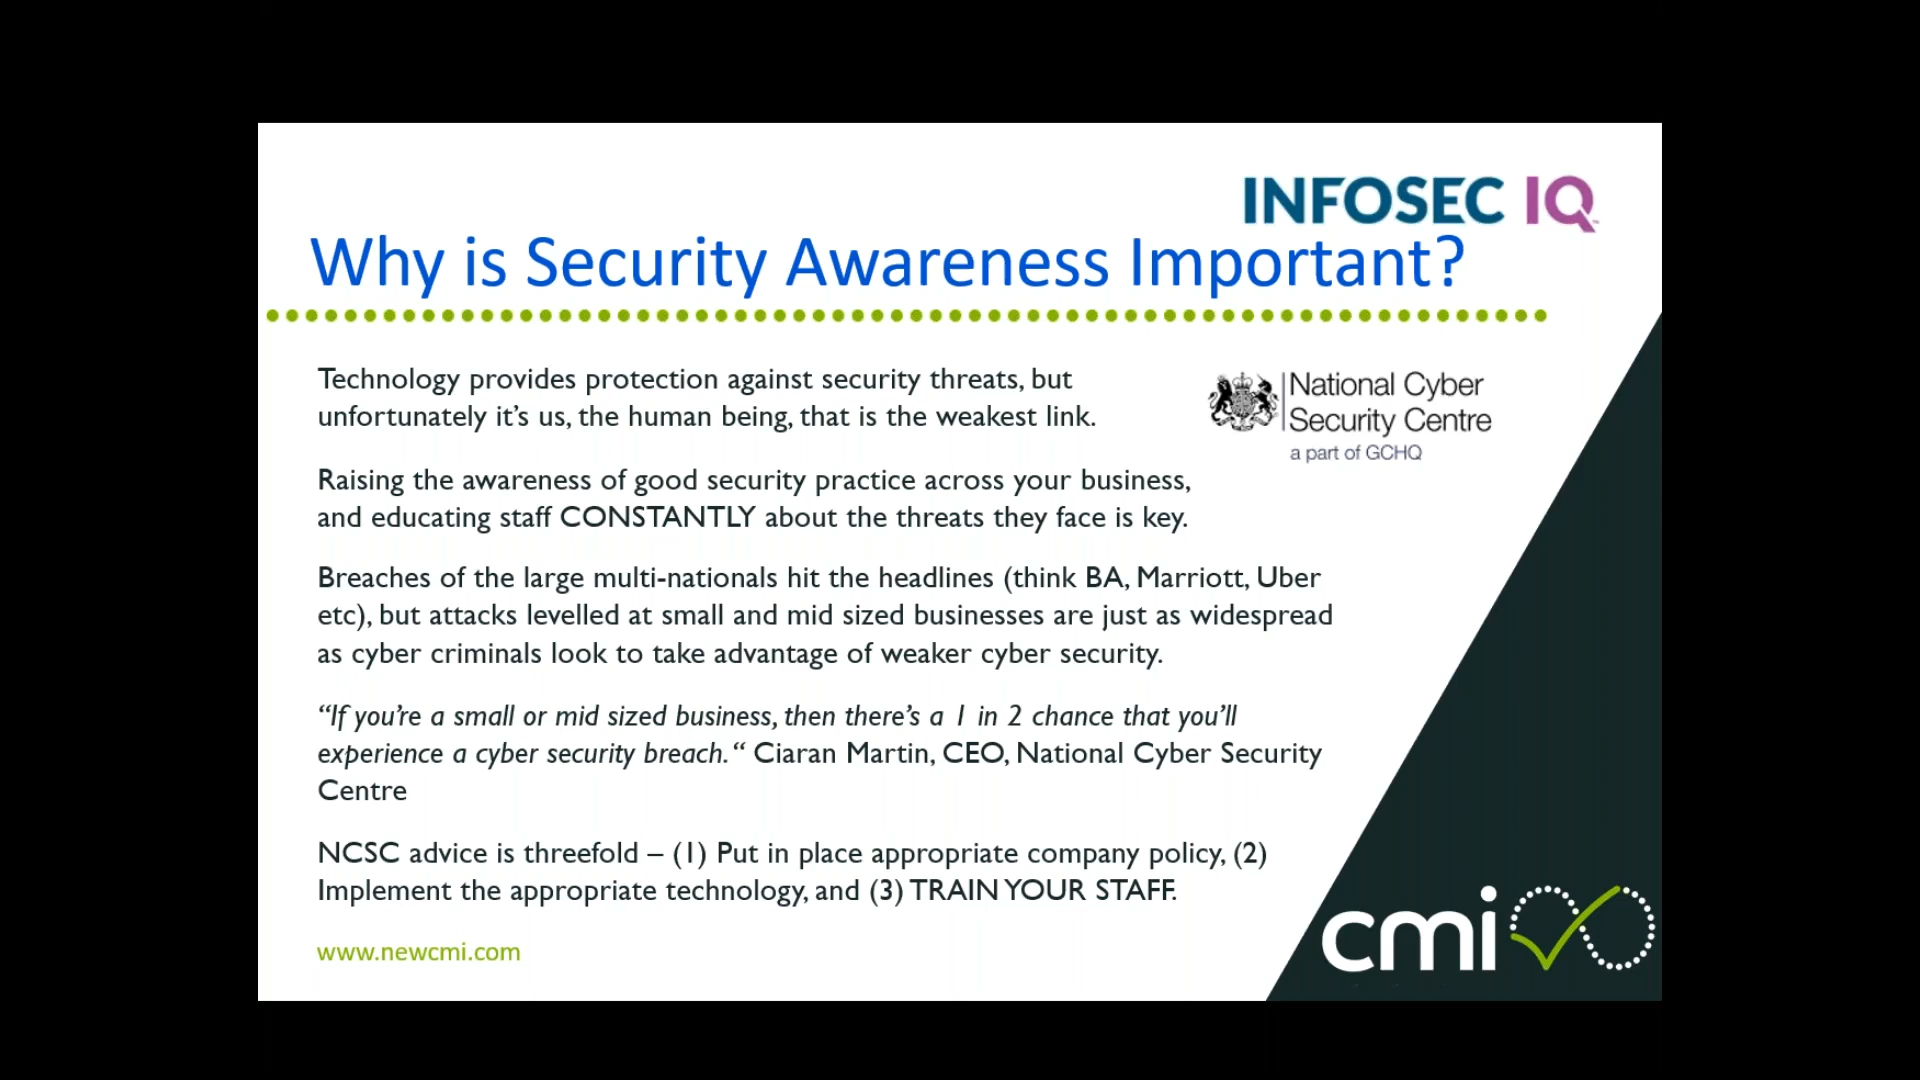 INFOSEC IQ
Why is Security Awareness Important?
Technology provides protection against security threats, but
unfortunately it's us, the human being, that is the weakest link.
National Cyber
Security Centre
a part of GCHQ
Raising the awareness of good security practice across your business,
and educating staff CONSTANTLY about the threats they face is key.
Breaches of the large multi-nationals hit the headlines (think BA, Marriott, Uber
etc), but attacks levelled at small and mid sized businesses are just as widespread
as cyber criminals look to take advantage of weaker cyber security.
“If you’re a small or mid sized business, then there’s a 1 in 2 chance that you’ll
experience a cyber security breach.“ Ciaran Martin, CEO, National Cyber Security
Centre
NCSC advice is threefold – (1) Put in place appropriate company policy, (2)
Implement the appropriate technology, and (3) TRAIN YOUR STAFF.
www.newcmi.com
cmi